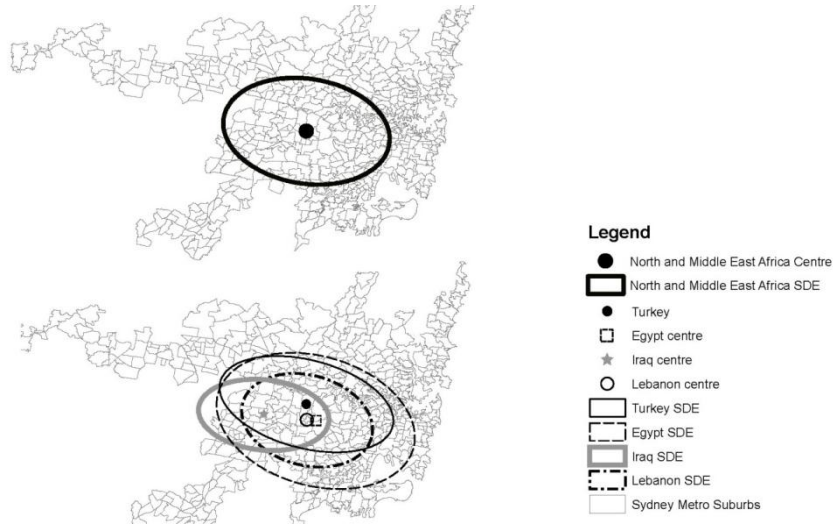 Legend
North and Middle East Africa Centre
North and Middle East Africa SDE
Turkey
Egypt centre
Iraq centre
Lebanon centre
Turkey SDE
Egypt SDE
Iraq SDE
Lebanon SDE
Sydney Metro Suburbs